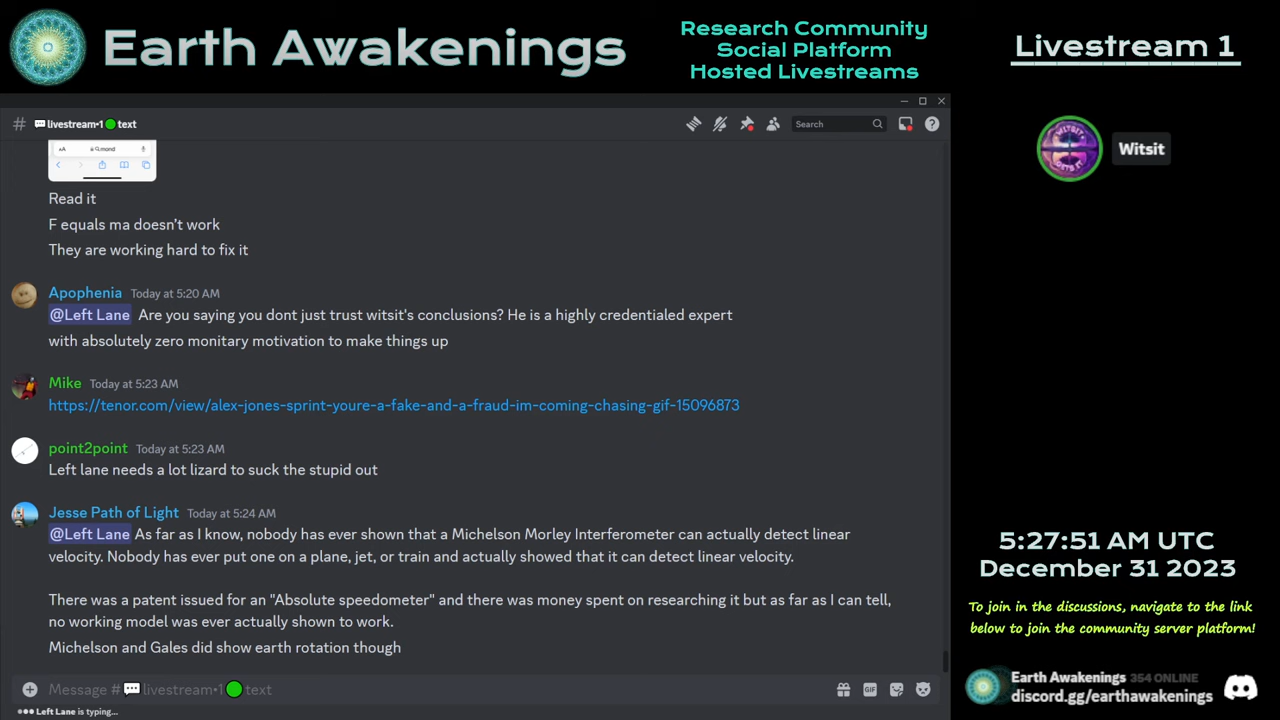 Earth Awakenings
Research Community
Social Platform
Hosted Livestreams
Livestream 1
# livestream•1 text
Search
AA
mond
Read it
F equals ma doesn’t work
They are working hard to fix it
Apophenia Today at 5:20 AM
@Left Lane Are you saying you dont just trust witsit's conclusions? He is a highly credentialed expert
with absolutely zero monitary motivation to make things up
Mike Today at 5:23 AM
https://tenor.com/view/alex-jones-sprint-youre-a-fake-and-a-fraud-im-coming-chasing-gif-15096873
point2point Today at 5:23 AM
Left lane needs a lot lizard to suck the stupid out
Jesse Path of Light Today at 5:24 AM
@Left Lane As far as I know, nobody has ever shown that a Michelson Morley Interferometer can actually detect linear
velocity. Nobody has ever put one on a plane, jet, or train and actually showed that it can detect linear velocity.
There was a patent issued for an "Absolute speedometer" and there was money spent on researching it but as far as I can tell,
no working model was ever actually shown to work.
Michelson and Gales did show earth rotation though
Message # livestream•1 text
GIF
Left Lane is typing...
Witsit
5:27:51 AM UTC
December 31 2023
To join in the discussions, navigate to the link
below to join the community server platform!
Earth Awakenings 354 ONLINE
discord.gg/earthawakenings